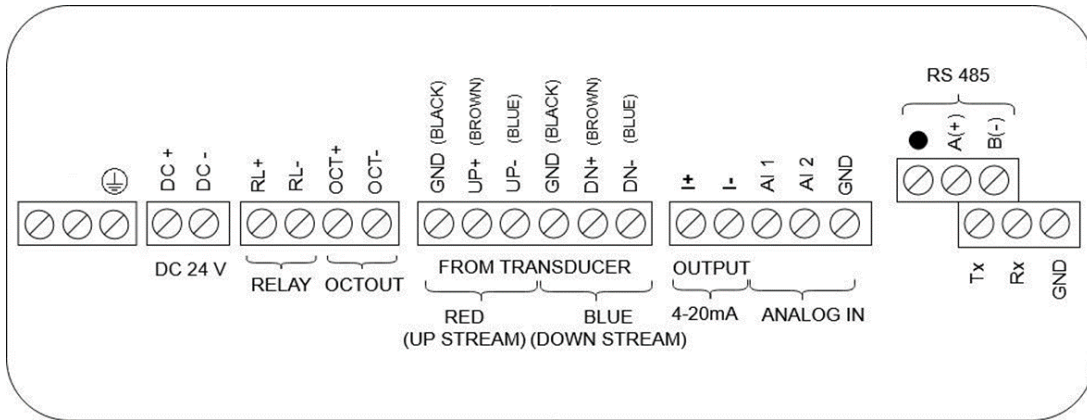 RS 485
A(+)
B(-)
DC +
DC -
RL+
RL-
OCT+
OCT-
GND (BLACK)
UP+ (BROWN)
UP- (BLUE)
GND (BLACK)
DN+ (BROWN)
DN- (BLUE)
I+
I-
AI 1
AI 2
GND
DC 24 V
RELAY
OCTOUT
FROM TRANSDUCER
RED
(UP STREAM)
BLUE
(DOWN STREAM)
OUTPUT
4-20mA
ANALOG IN
Tx
Rx
GND